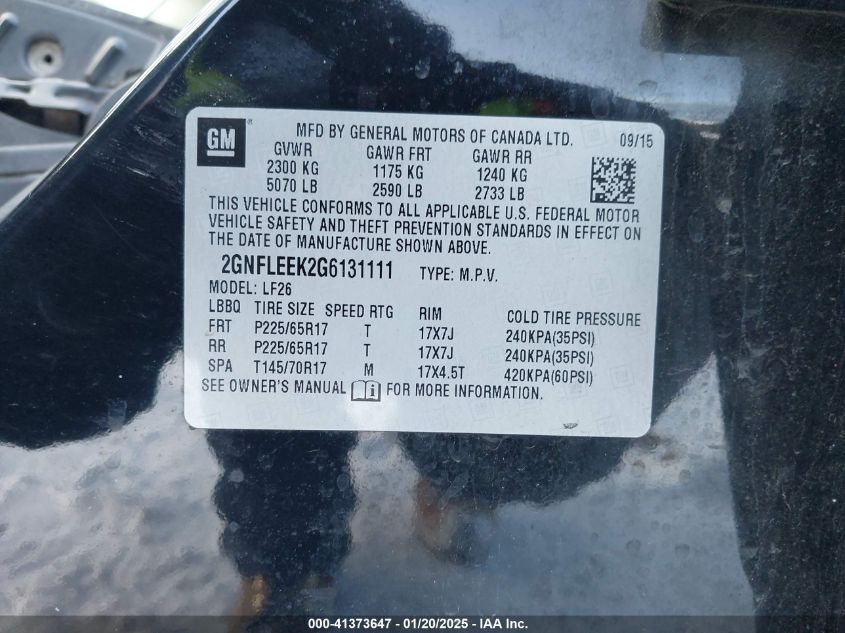 GM ®
MFD BY GENERAL MOTORS OF CANADA LTD. 09/15
GVWR GAWR FRT GAWR RR
2300 KG 1175 KG 1240 KG
5070 LB 2590 LB 2733 LB
THIS VEHICLE CONFORMS TO ALL APPLICABLE U.S. FEDERAL MOTOR
VEHICLE SAFETY AND THEFT PREVENTION STANDARDS IN EFFECT ON
THE DATE OF MANUFACTURE SHOWN ABOVE.
2GNFLEEK2G6131111 TYPE: M.P.V.
MODEL: LF26
LBBQ TIRE SIZE SPEED RTG RIM COLD TIRE PRESSURE
FRT P225/65R17 T 17X7J 240KPA(35PSI)
RR P225/65R17 T 17X7J 240KPA(35PSI)
SPA T145/70R17 M 17X4.5T 420KPA(60PSI)
SEE OWNER'S MANUAL FOR MORE INFORMATION.
000-41373647 / 01/20/2025 - IAA Inc.